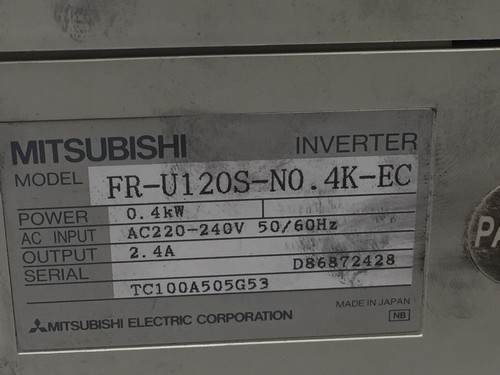 MITSUBISHI INVERTER
MODEL FR-U120S-N0.4K-EC
POWER 0.4kW
AC INPUT AC220-240V 50/60Hz
OUTPUT 2.4A
SERIAL D86872428
TC100A505G53
MADE IN JAPAN
MITSUBISHI ELECTRIC CORPORATION NB
PA